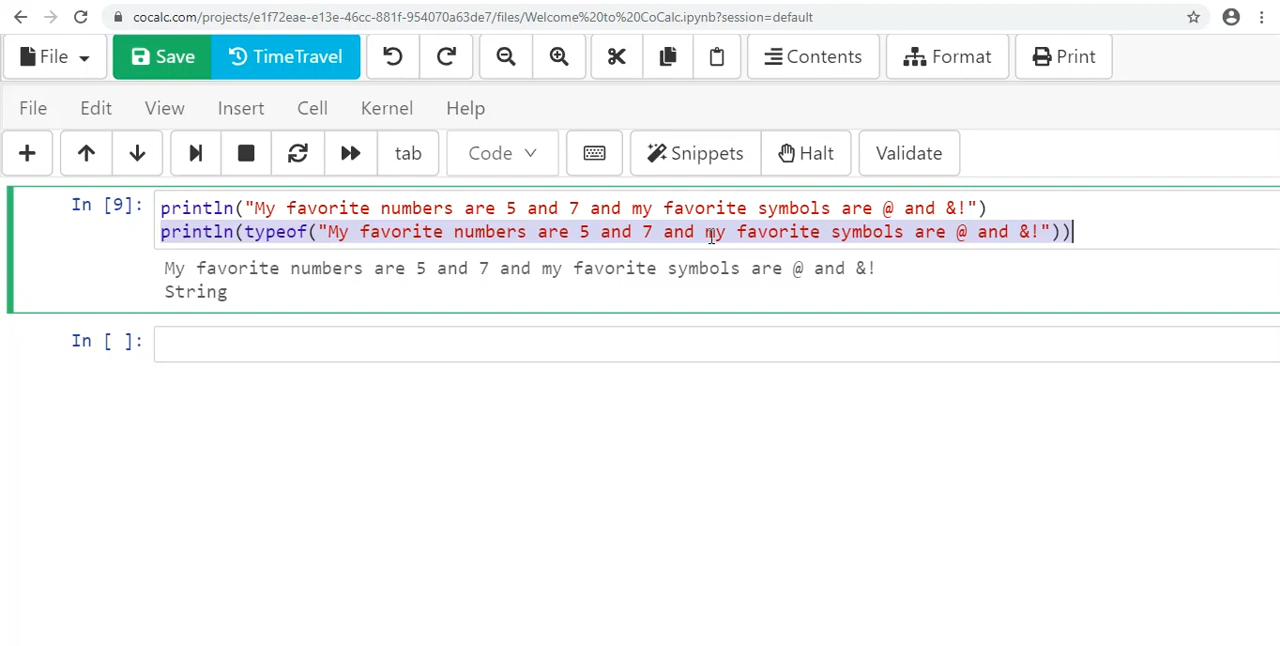 cocalc.com/projects/e1f72eae-e13e-46cc-881f-954070a63de7/files/Welcome%20to%20CoCalc.ipynb?session=default
File Save TimeTravel Contents Format Print
File Edit View Insert Cell Kernel Help
tab Code Snippets Halt Validate
In [9]: println("My favorite numbers are 5 and 7 and my favorite symbols are @ and &!")
println(typeof("My favorite numbers are 5 and 7 and my favorite symbols are @ and &!"))
My favorite numbers are 5 and 7 and my favorite symbols are @ and &!
String
In [ ]: